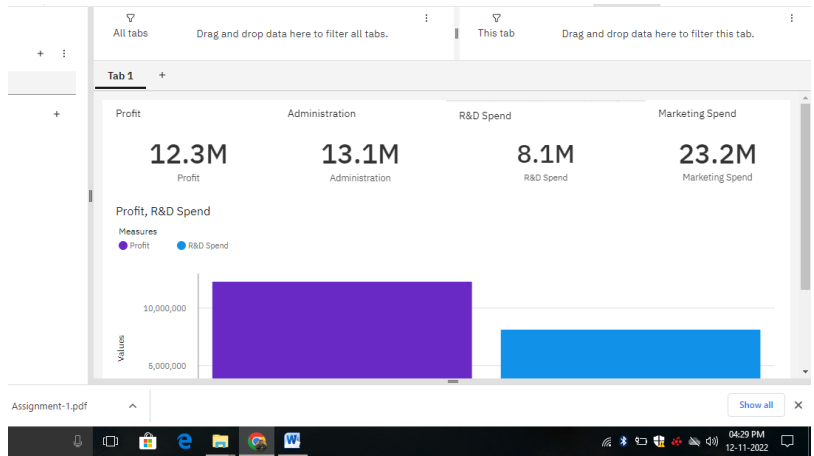 All tabs
Drag and drop data here to filter all tabs.
This tab
Drag and drop data here to filter this tab.
Tab 1
Profit
Administration
R&D Spend
Marketing Spend
12.3M
13.1M
8.1M
23.2M
Profit
Administration
R&D Spend
Marketing Spend
Profit, R&D Spend
Measures
Profit
R&D Spend
10,000,000
5,000,000
Values
Assignment-1.pdf
Show all
04:29 PM
12-11-2022